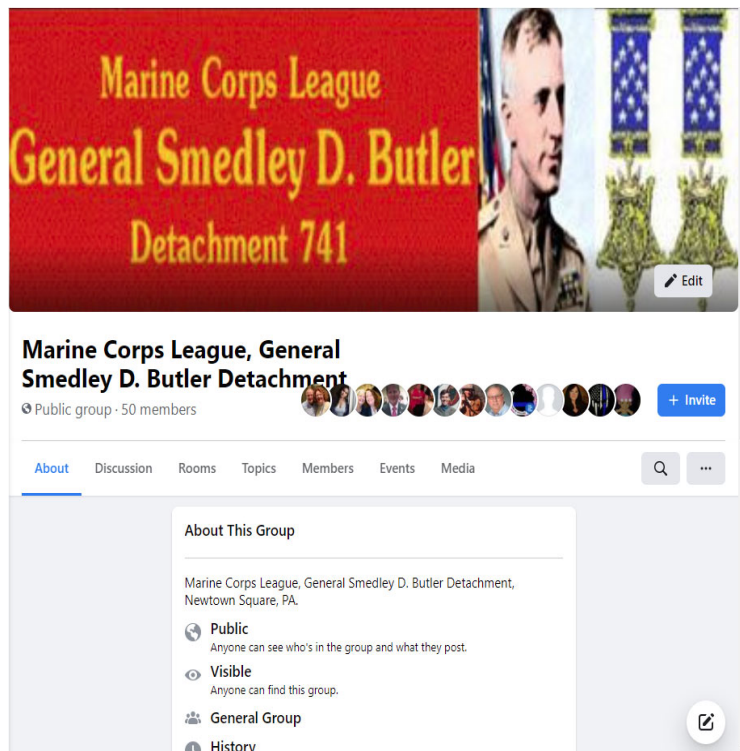 Marine Corps League
General Smedley D. Butler
Detachment 741
Edit
Marine Corps League, General
Smedley D. Butler Detachment
Public group · 50 members
+ Invite
About Discussion Rooms Topics Members Events Media
About This Group
Marine Corps League, General Smedley D. Butler Detachment,
Newtown Square, PA.
Public
Anyone can see who's in the group and what they post.
Visible
Anyone can find this group.
General Group
History